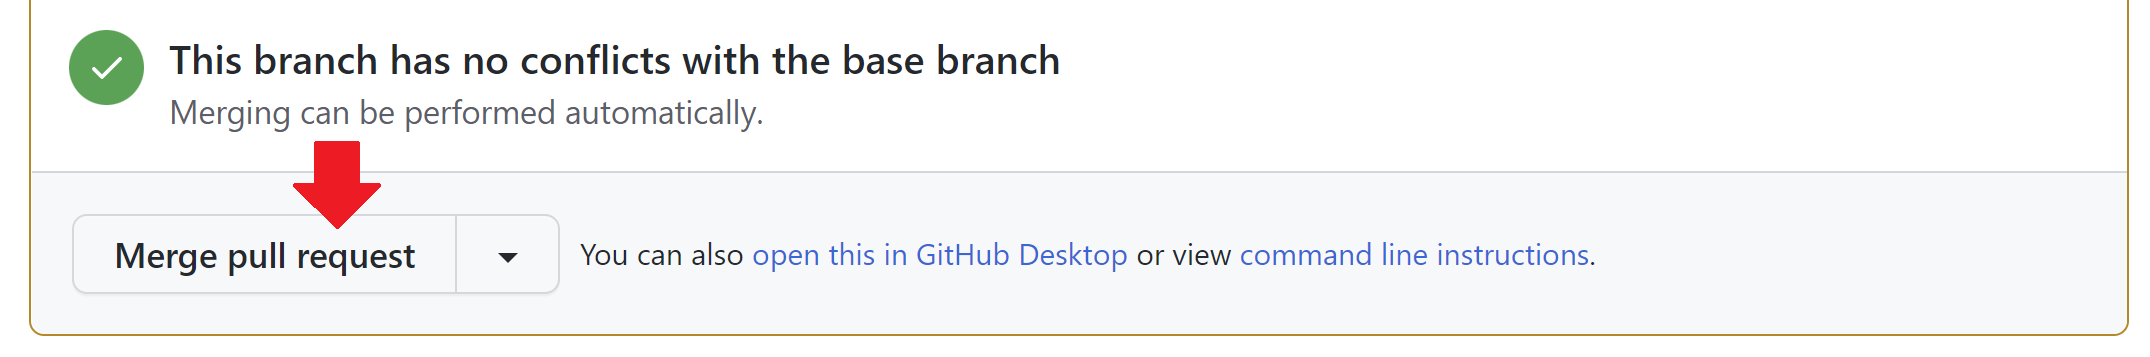 This branch has no conflicts with the base branch
Merging can be performed automatically.
Merge pull request
You can also open this in GitHub Desktop or view command line instructions.